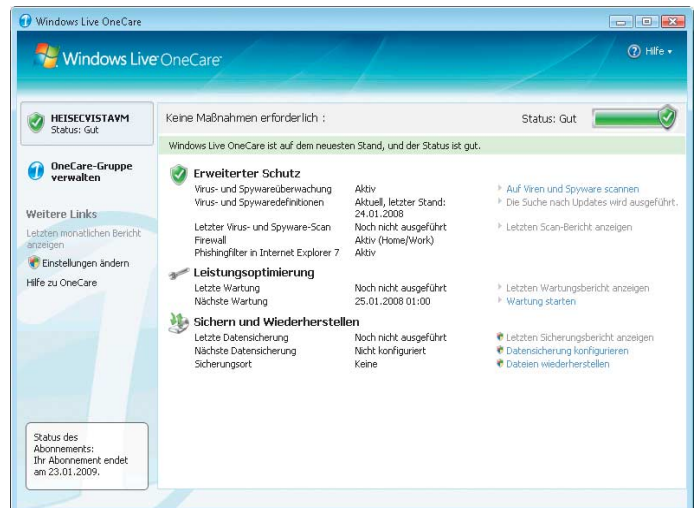 Windows Live OneCare
Windows Live OneCare
Hilfe
HEISECVISTAVM
Status: Gut
OneCare-Gruppe
verwalten
Weitere Links
Letzten monatlichen Bericht
anzeigen
Einstellungen ändern
Hilfe zu OneCare
Status des
Abonnements:
Ihr Abonnement endet
am 23.01.2009.
Keine Maßnahmen erforderlich :
Status: Gut
Windows Live OneCare ist auf dem neuesten Stand, und der Status ist gut.
Erweiterter Schutz
Virus- und Spywareüberwachung Aktiv Auf Viren und Spyware scannen
Virus- und Spywaredefinitionen Aktuell, letzter Stand: Die Suche nach Updates wird ausgeführt.
24.01.2008
Letzter Virus- und Spyware-Scan Noch nicht ausgeführt Letzten Scan-Bericht anzeigen
Firewall Aktiv (Home/Work)
Phishingfilter in Internet Explorer 7 Aktiv
Leistungsoptimierung
Letzte Wartung Noch nicht ausgeführt Letzten Wartungsbericht anzeigen
Nächste Wartung 25.01.2008 01:00 Wartung starten
Sichern und Wiederherstellen
Letzte Datensicherung Noch nicht ausgeführt Letzten Sicherungsbericht anzeigen
Nächste Datensicherung Nicht konfiguriert Datensicherung konfigurieren
Sicherungsort Keine Dateien wiederherstellen